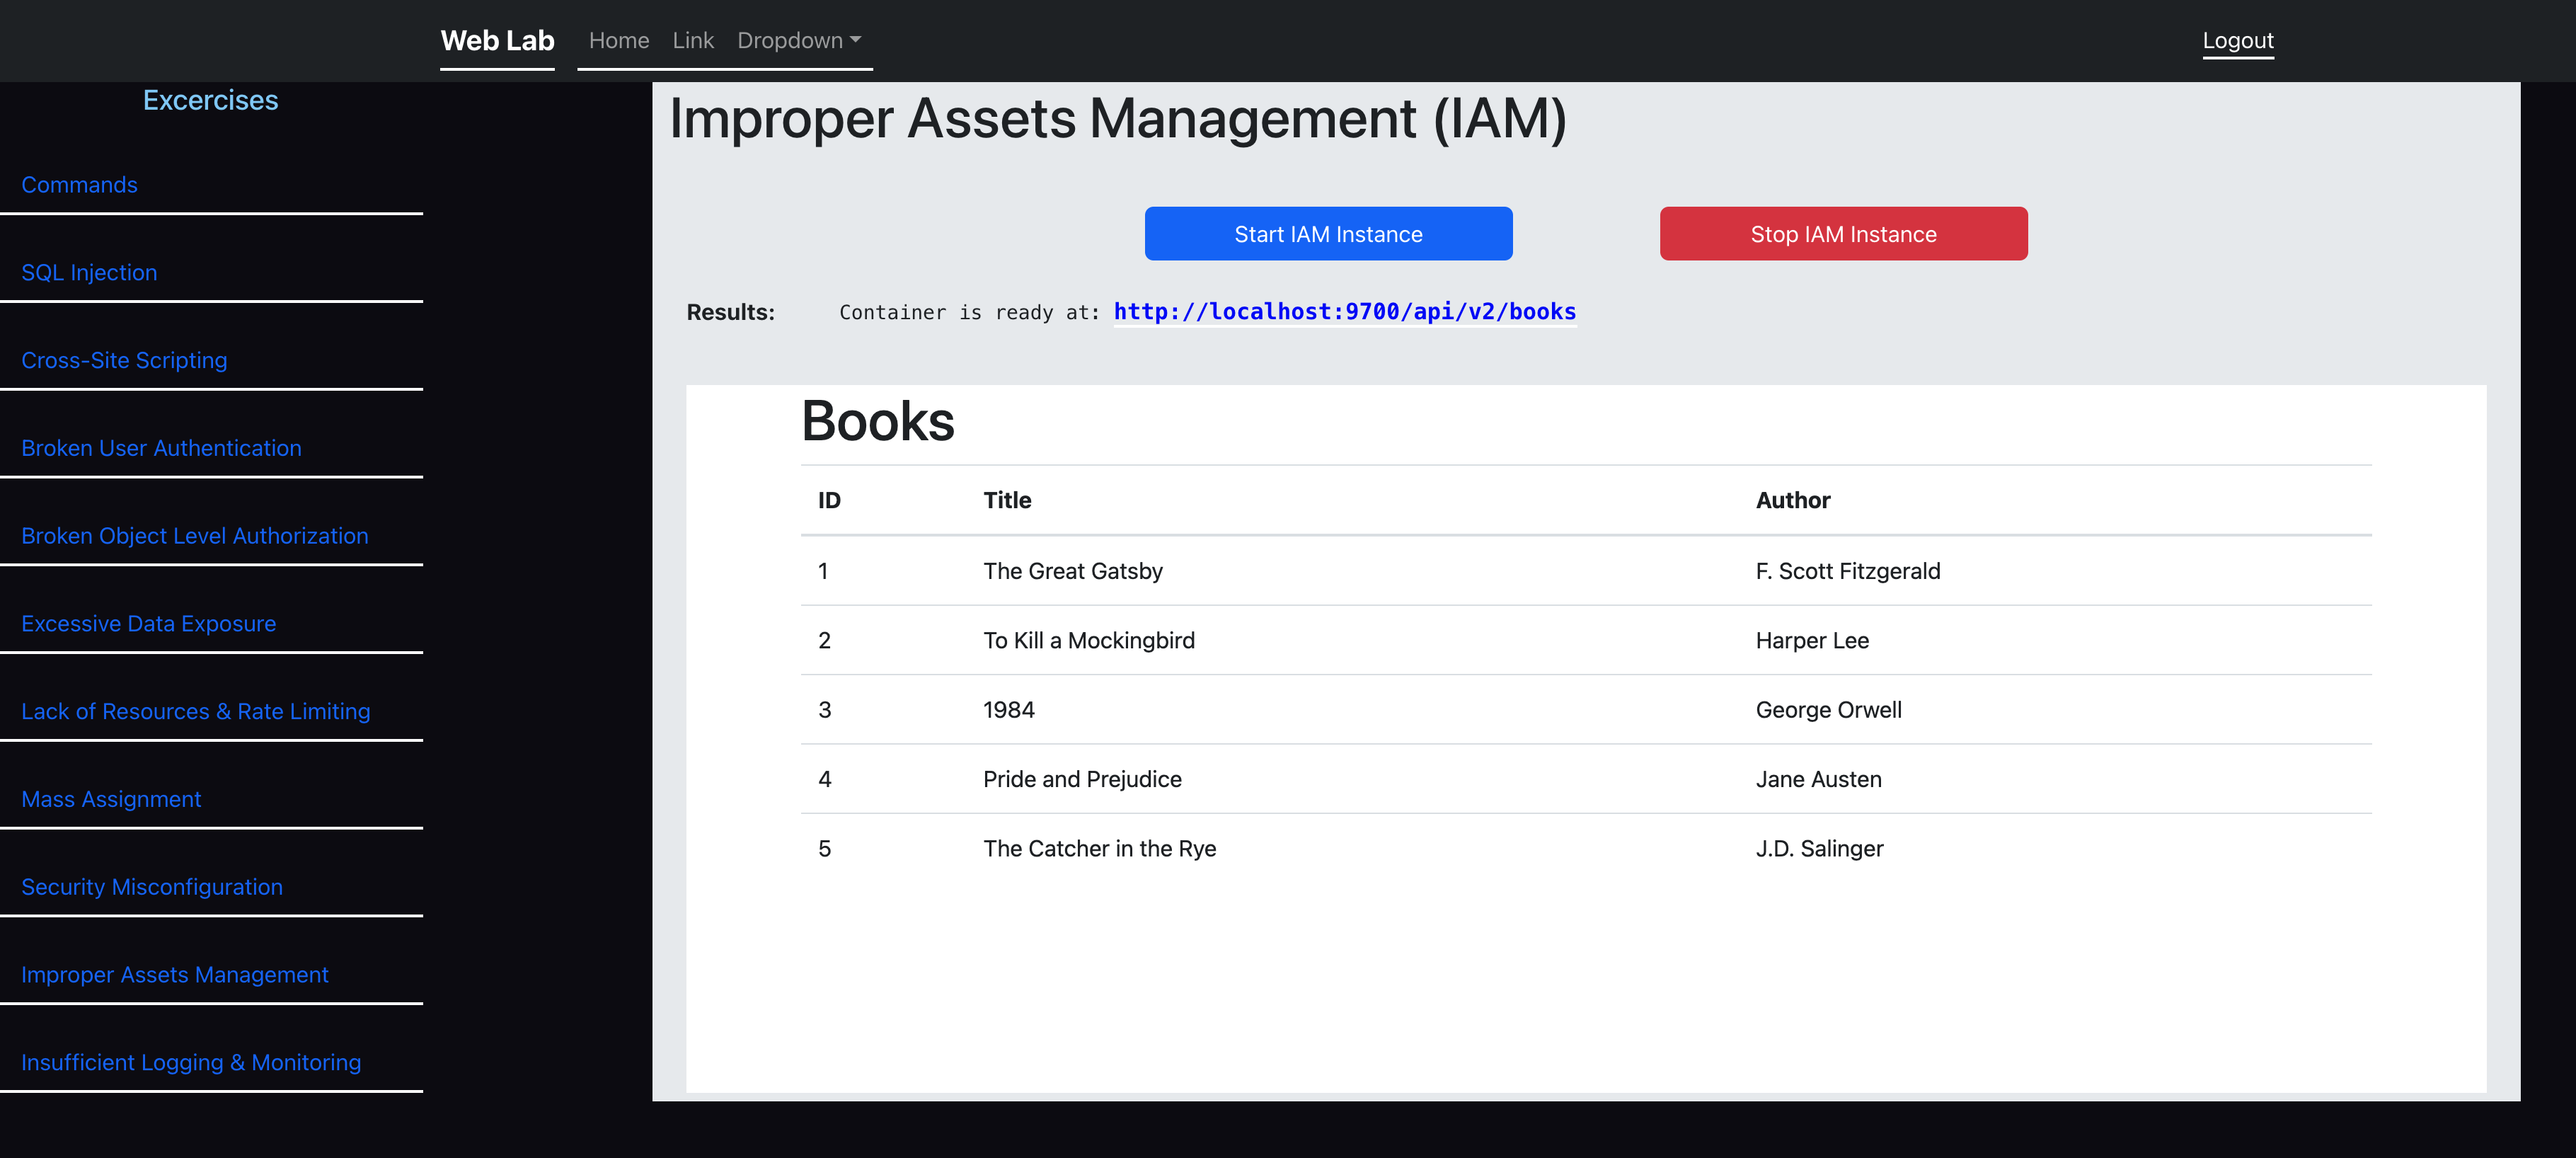 Web Lab Home Link Dropdown Logout
Excercises
Commands
SQL Injection
Cross-Site Scripting
Broken User Authentication
Broken Object Level Authorization
Excessive Data Exposure
Lack of Resources & Rate Limiting
Mass Assignment
Security Misconfiguration
Improper Assets Management
Insufficient Logging & Monitoring
Improper Assets Management (IAM)
Start IAM Instance Stop IAM Instance
Results: Container is ready at: http://localhost:9700/api/v2/books
Books
ID Title Author
1 The Great Gatsby F. Scott Fitzgerald
2 To Kill a Mockingbird Harper Lee
3 1984 George Orwell
4 Pride and Prejudice Jane Austen
5 The Catcher in the Rye J.D. Salinger